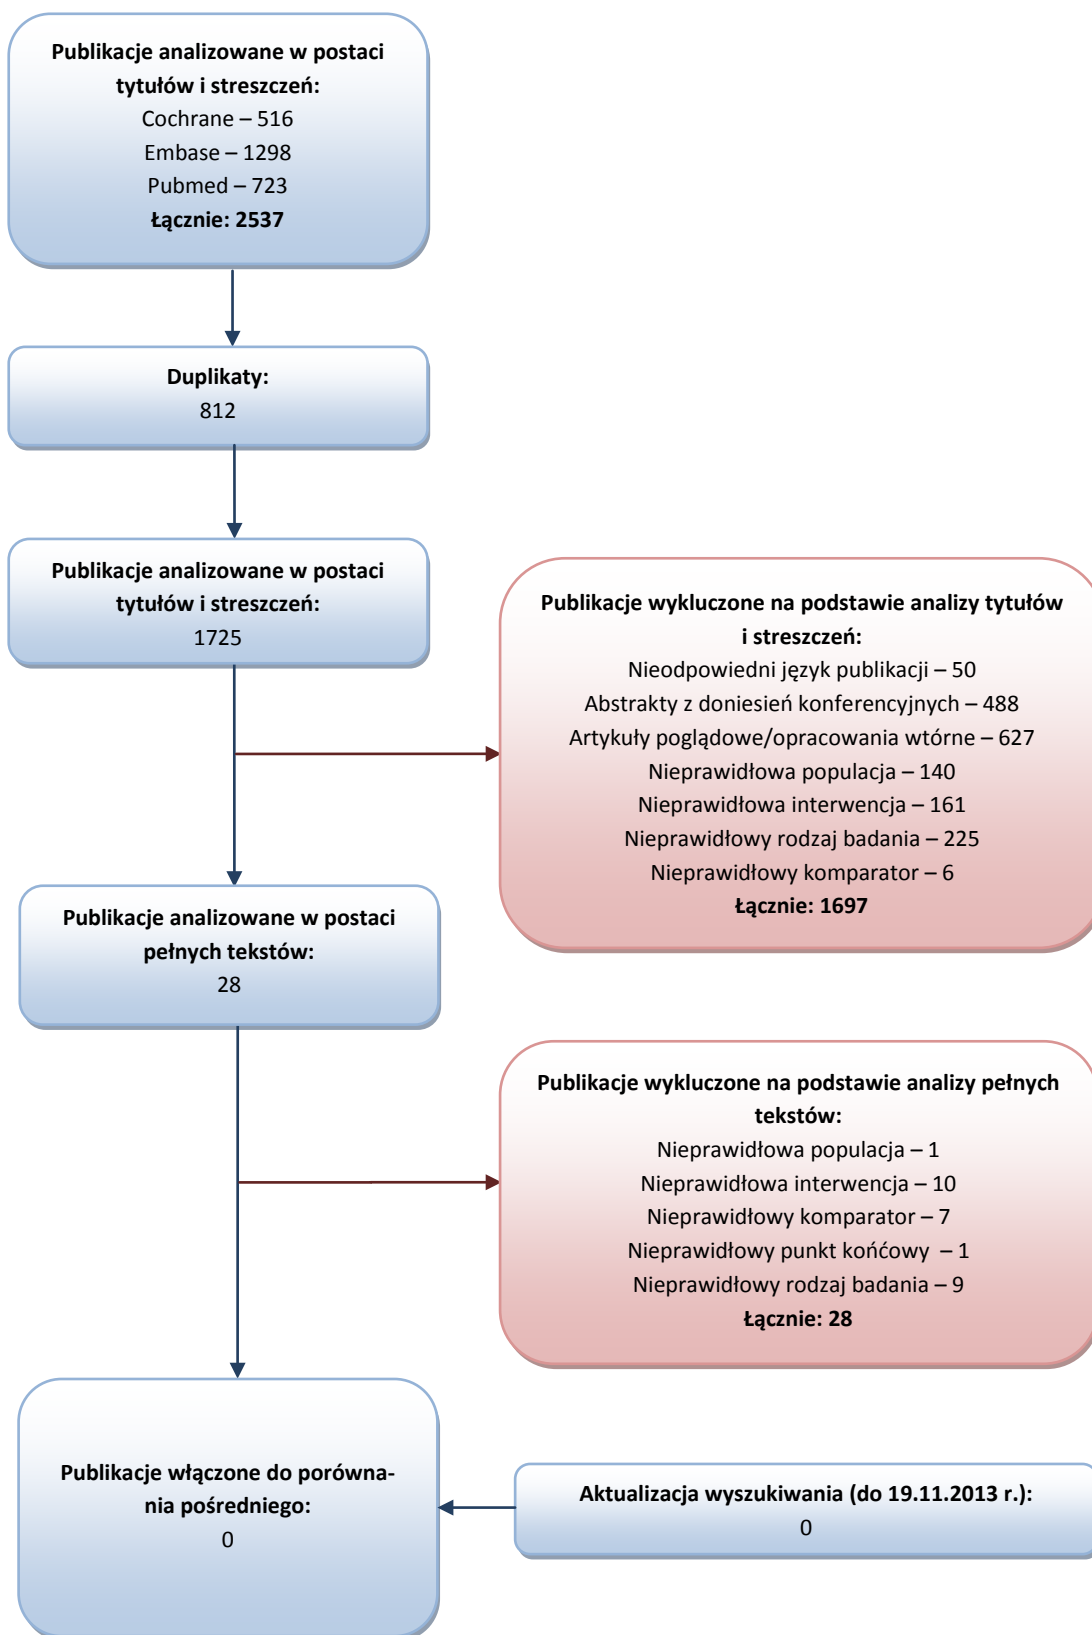 Publikacje analizowane w postaci
tytułów i streszczeń:
Cochrane – 516
Embase – 1298
Pubmed – 723
Łącznie: 2537
Duplikaty:
812
Publikacje analizowane w postaci
tytułów i streszczeń:
1725
Publikacje wykluczone na podstawie analizy tytułów
i streszczeń:
Nieodpowiedni język publikacji – 50
Abstrakty z doniesień konferencyjnych – 488
Artykuły poglądowe/opracowania wtórne – 627
Nieprawidłowa populacja – 140
Nieprawidłowa interwencja – 161
Nieprawidłowy rodzaj badania – 225
Nieprawidłowy komparator – 6
Łącznie: 1697
Publikacje analizowane w postaci
pełnych tekstów:
28
Publikacje wykluczone na podstawie analizy pełnych
tekstów:
Nieprawidłowa populacja – 1
Nieprawidłowa interwencja – 10
Nieprawidłowy komparator – 7
Nieprawidłowy punkt końćowy – 1
Nieprawidłowy rodzaj badania – 9
Łącznie: 28
Publikacje włączone do porówna-
nia pośredniego:
0
Aktualizacja wyszukiwania (do 19.11.2013 r.):
0